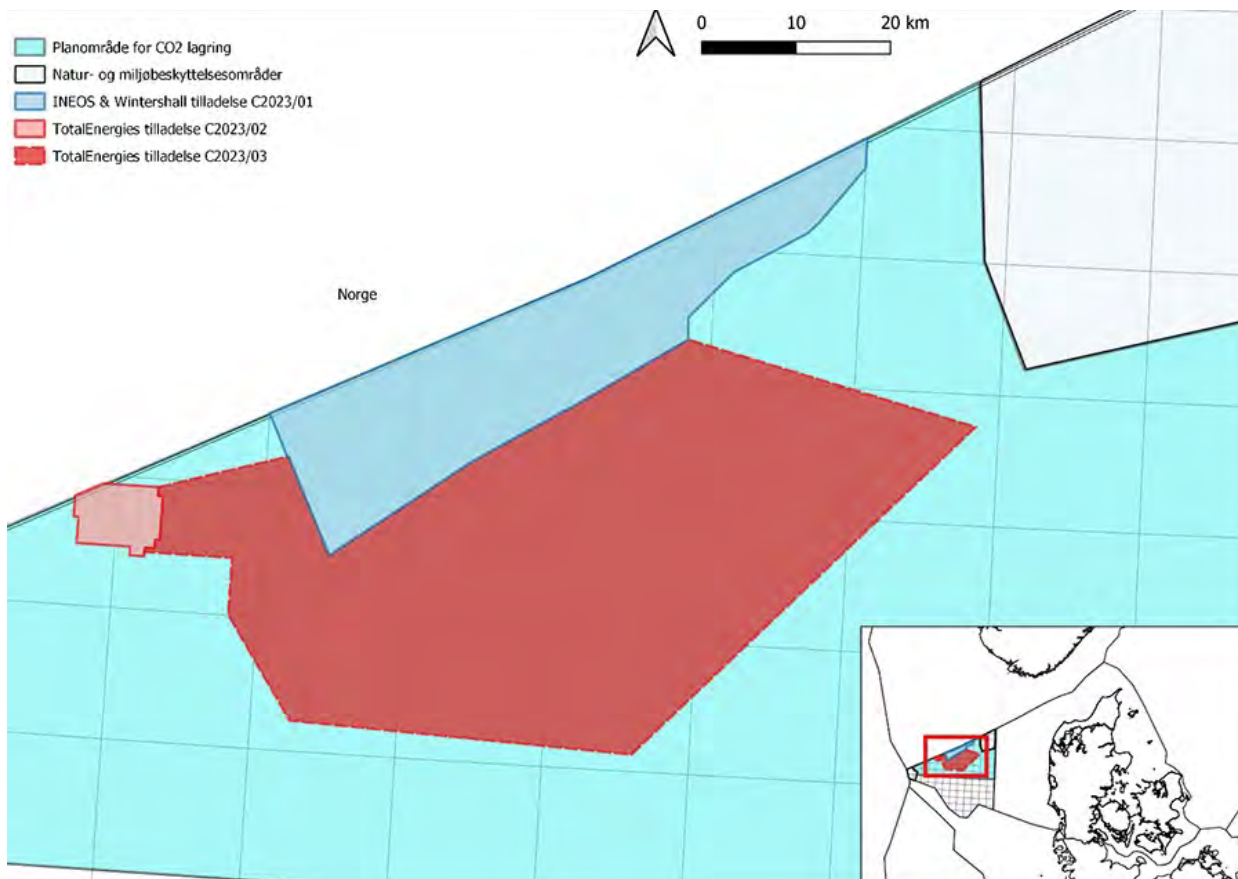 0 10 20 km
Planområde for CO2 lagring
Natur- og miljøbeskyttelsesområder
INEOS & Wintershall tilladelse C2023/01
TotalEnergies tilladelse C2023/02
TotalEnergies tilladelse C2023/03
Norge